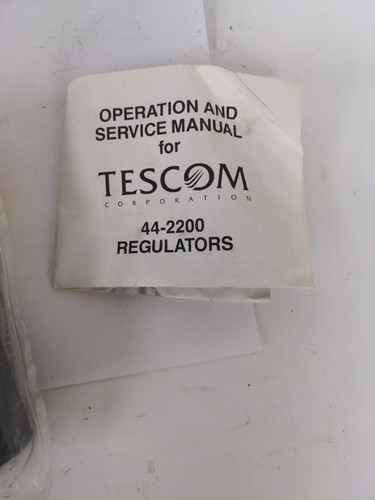 OPERATION AND
SERVICE MANUAL
for
TESCOM
CORPORATION
44-2200
REGULATORS